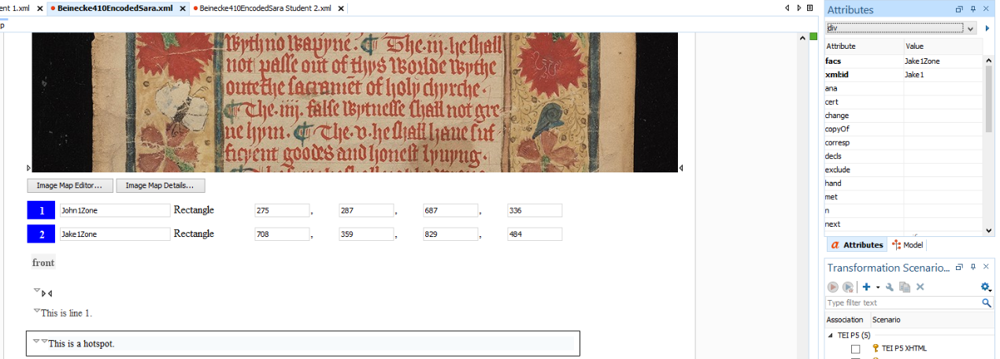 ent 1.xml
Beinecke410EncodedSara.xml
Beinecke410EncodedSara Student 2.xml
p
wythno wapyne. ¶ The .iij. he shall
not passe out of thys worlde wythe
oute the sacramēt of holy chyrche.
¶ The .iiij. false wytnesse shall not gre
ue hym. ¶ The .v. he shall haue suf
ficyent goodes and honest lyuyng.
Image Map Editor...
Image Map Details...
1 John1Zone Rectangle 275 , 287 , 687 , 336
2 Jake1Zone Rectangle 708 , 359 , 829 , 484
front
This is line 1.
This is a hotspot.
Attributes
div
Attribute Value
facs Jake1Zone
xml:id Jake1
ana
cert
change
copyOf
corresp
decls
exclude
hand
met
n
next
a Attributes Model
Transformation Scenario...
Type filter text
Association Scenario
TEI P5 (5)
TEI P5 XHTML